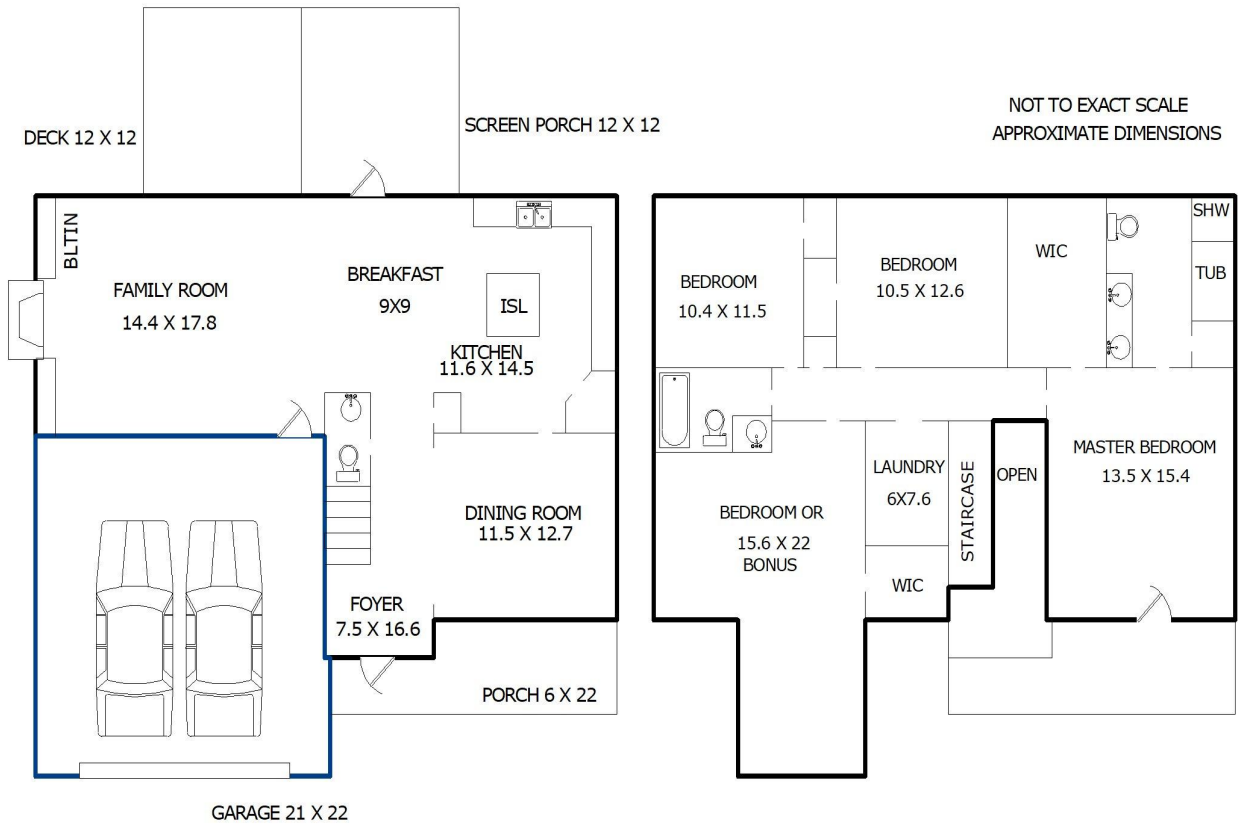 DECK 12 X 12
SCREEN PORCH 12 X 12
BLTIN
FAMILY ROOM
14.4 X 17.8
BREAKFAST
9X9
ISL
KITCHEN
11.6 X 14.5
DINING ROOM
11.5 X 12.7
FOYER
7.5 X 16.6
PORCH 6 X 22
GARAGE 21 X 22
NOT TO EXACT SCALE
APPROXIMATE DIMENSIONS
BEDROOM
10.4 X 11.5
BEDROOM
10.5 X 12.6
WIC
SHW
TUB
MASTER BEDROOM
13.5 X 15.4
LAUNDRY
6X7.6
STAIRCASE
OPEN
BEDROOM OR
15.6 X 22
BONUS
WIC